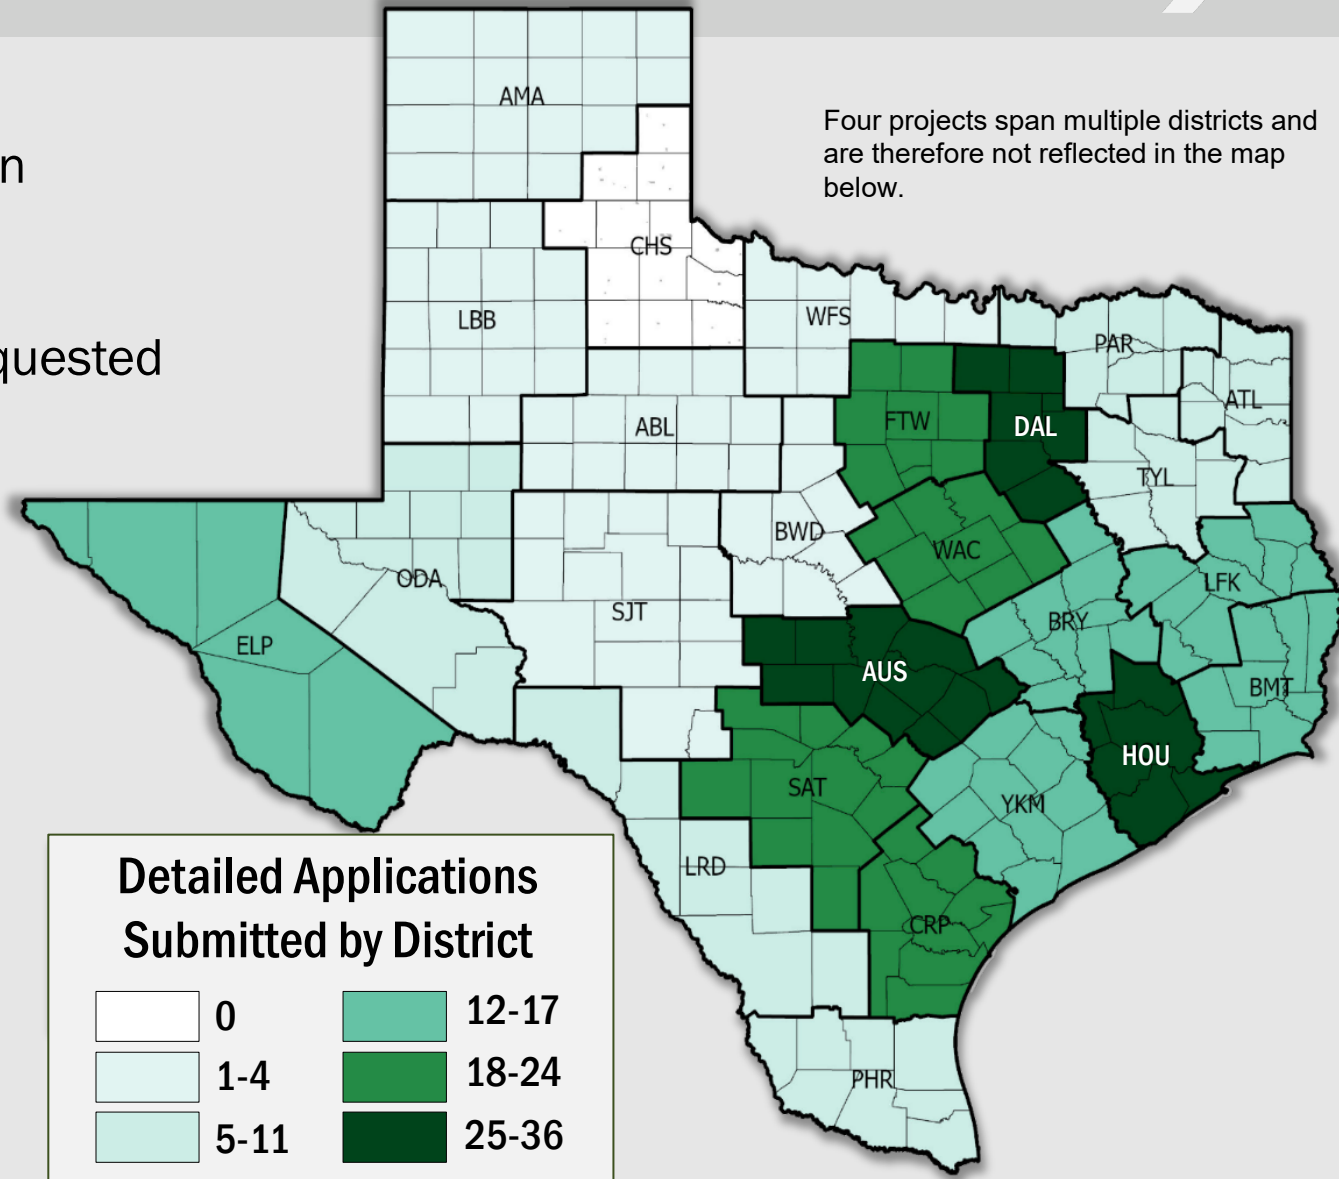 n
quested
Four projects span multiple districts and
are therefore not reflected in the map
below.
AMA
CHS
LBB
WFS
PAR
ATL
ABL
FTW
DAL
TYL
BWD
WAC
ODA
LFK
SJT
BRY
ELP
AUS
BMT
HOU
SAT
YKM
LRD
CRP
PHR
Detailed Applications
Submitted by District
0
12-17
1-4
18-24
5-11
25-36